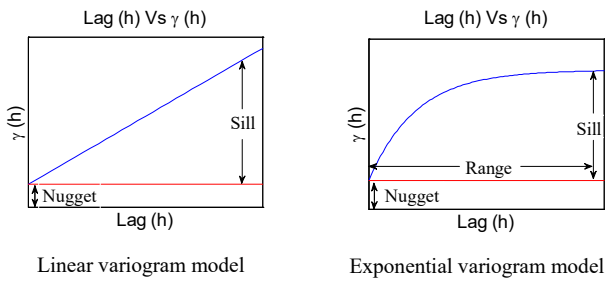 Lag (h) Vs γ (h)
γ (h)
Sill
Nugget
Lag (h)
Linear variogram model
Lag (h) Vs γ (h)
γ (h)
Sill
Range
Nugget
Lag (h)
Exponential variogram model